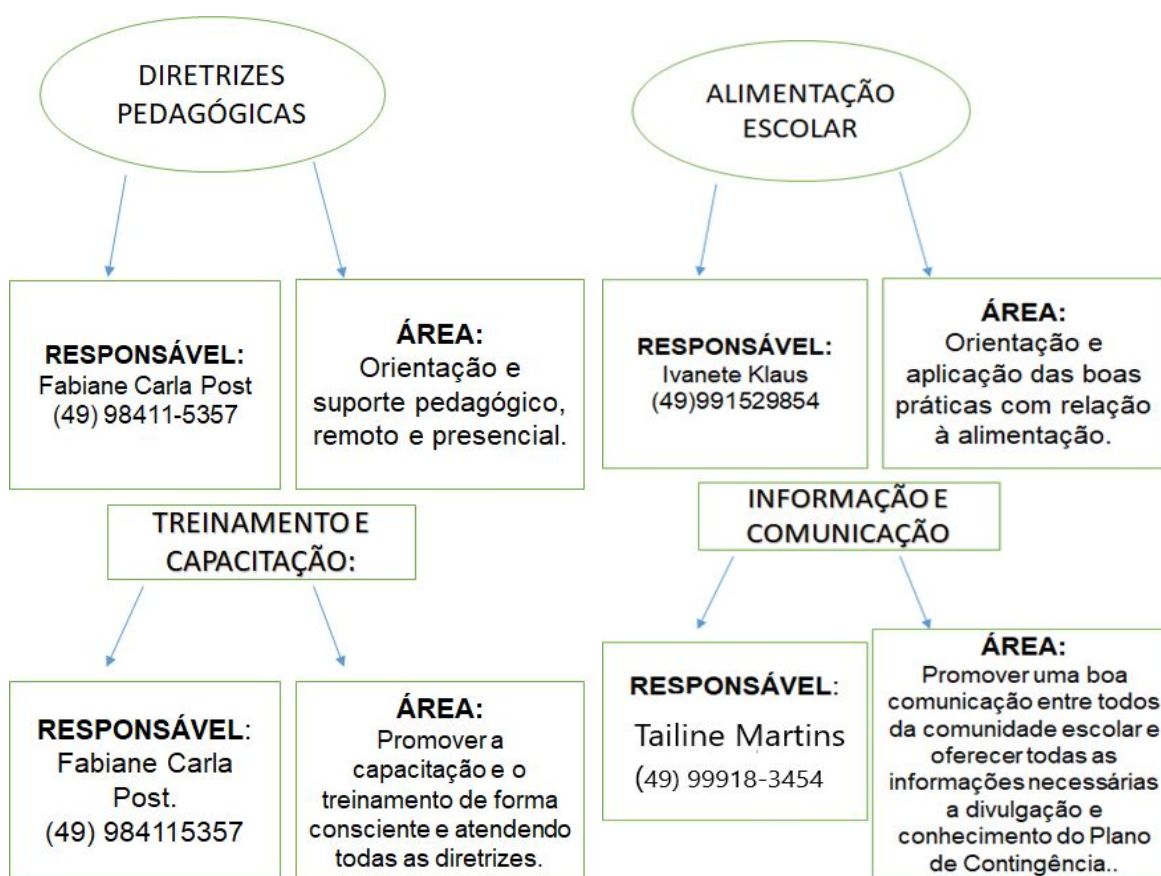 DIRETRIZES
PEDAGÓGICAS
RESPONSÁVEL:
Fabiane Carla Post
(49) 98411-5357
ÁREA:
Orientação e
suporte pedagógico,
remoto e presencial.
ALIMENTAÇÃO
ESCOLAR
RESPONSÁVEL:
Ivanete Klaus
(49)991529854
ÁREA:
Orientação e
aplicação das boas
práticas com relação
à alimentação.
TREINAMENTO E
CAPACITAÇÃO:
RESPONSÁVEL:
Fabiane Carla
Post.
(49) 984115357
ÁREA:
Promover a
capacitação e o
treinamento de forma
consciente e atendendo
todas as diretrizes.
INFORMAÇÃO E
COMUNICAÇÃO
RESPONSÁVEL:
Tailine Martins
(49) 99918-3454
ÁREA:
Promover uma boa
comunicação entre todos
da comunidade escolar e
oferecer todas as
informações necessárias
a divulgação e
conhecimento do Plano
de Contingência..